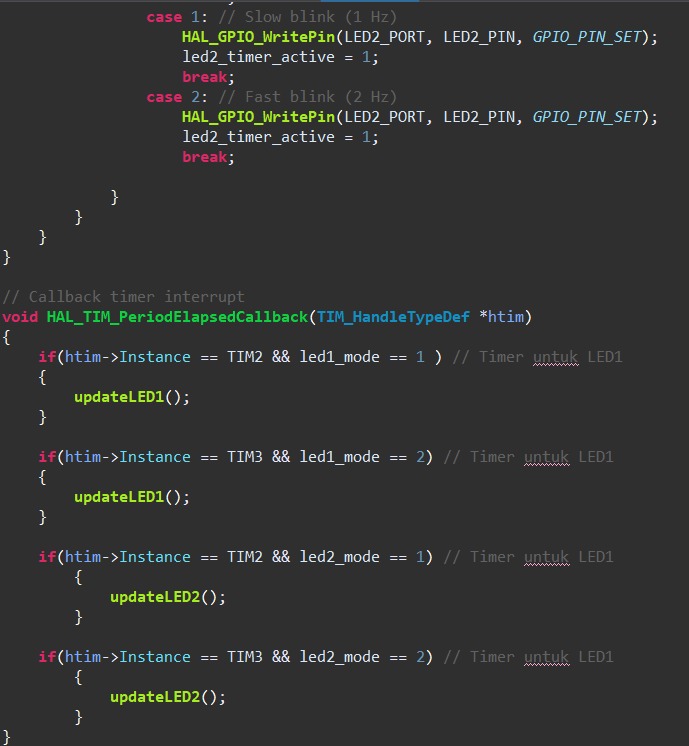 case 1: // Slow blink (1 Hz)
HAL_GPIO_WritePin(LED2_PORT, LED2_PIN, GPIO_PIN_SET);
led2_timer_active = 1;
break;
case 2: // Fast blink (2 Hz)
HAL_GPIO_WritePin(LED2_PORT, LED2_PIN, GPIO_PIN_SET);
led2_timer_active = 1;
break;
}
}
}
}
// Callback timer interrupt
void HAL_TIM_PeriodElapsedCallback(TIM_HandleTypeDef *htim)
{
if(htim->Instance == TIM2 && led1_mode == 1 ) // Timer untuk LED1
{
updateLED1();
}
if(htim->Instance == TIM3 && led1_mode == 2) // Timer untuk LED1
{
updateLED1();
}
if(htim->Instance == TIM2 && led2_mode == 1) // Timer untuk LED1
{
updateLED2();
}
if(htim->Instance == TIM3 && led2_mode == 2) // Timer untuk LED1
{
updateLED2();
}
}